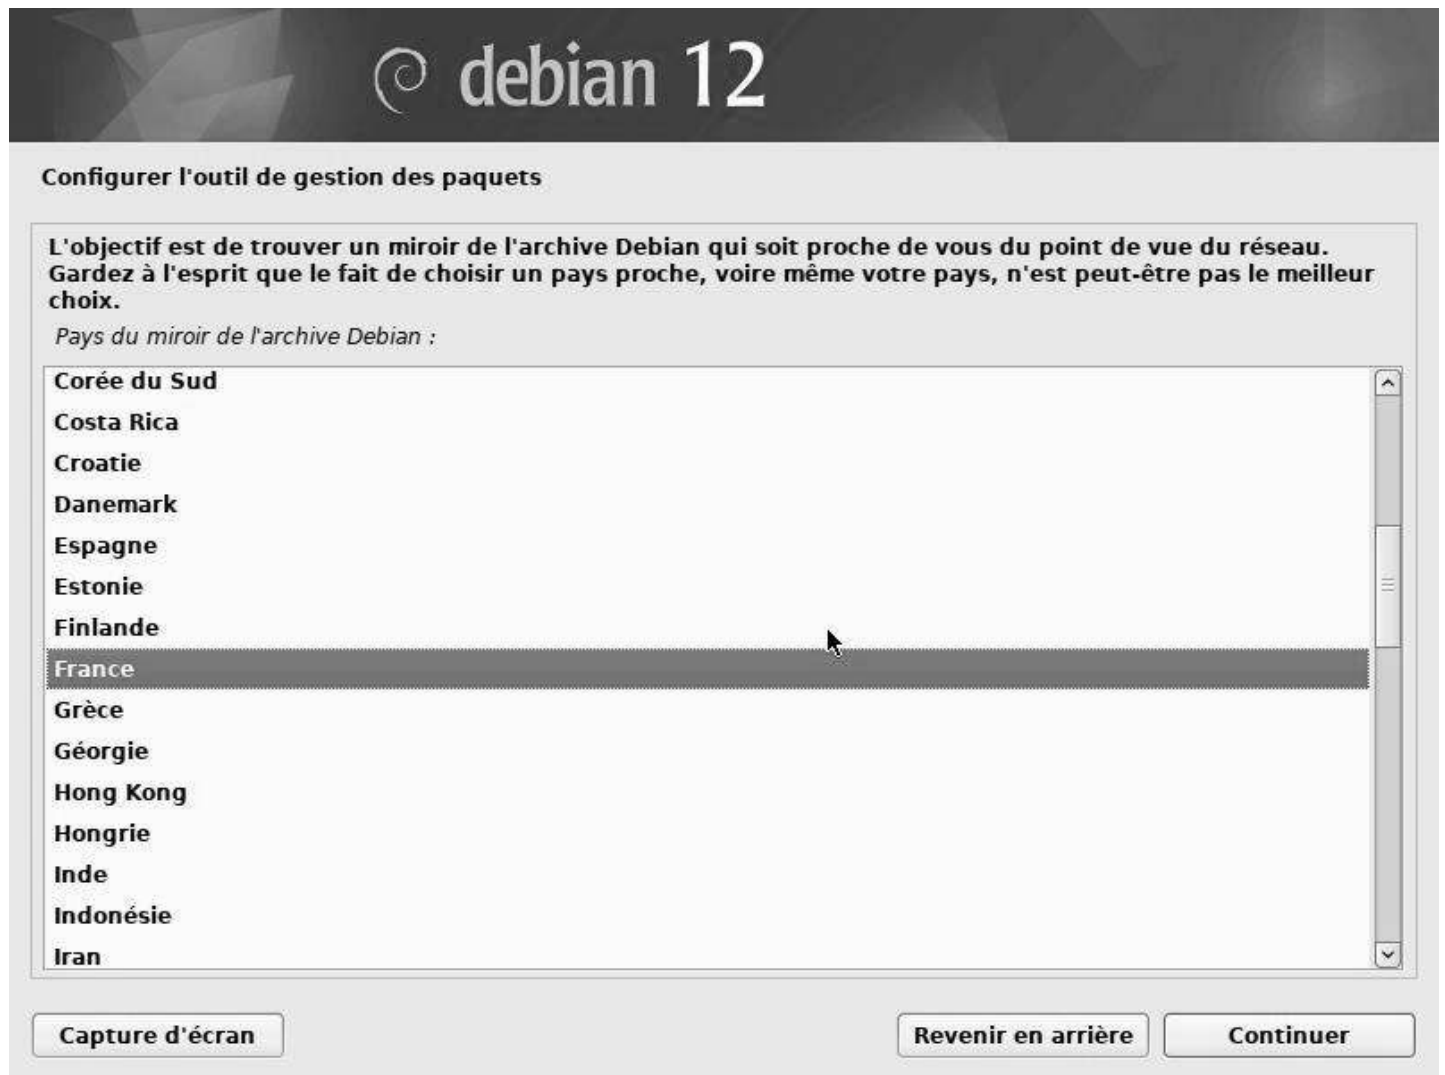 debian 12
Configurer l'outil de gestion des paquets
L'objectif est de trouver un miroir de l'archive Debian qui soit proche de vous du point de vue du réseau.
Gardez à l'esprit que le fait de choisir un pays proche, voire même votre pays, n'est peut-être pas le meilleur
choix.
Pays du miroir de l'archive Debian :
Corée du Sud
Costa Rica
Croatie
Danemark
Espagne
Estonie
Finlande
France
Grèce
Géorgie
Hong Kong
Hongrie
Inde
Indonésie
Iran
Capture d'écran
Revenir en arrière
Continuer